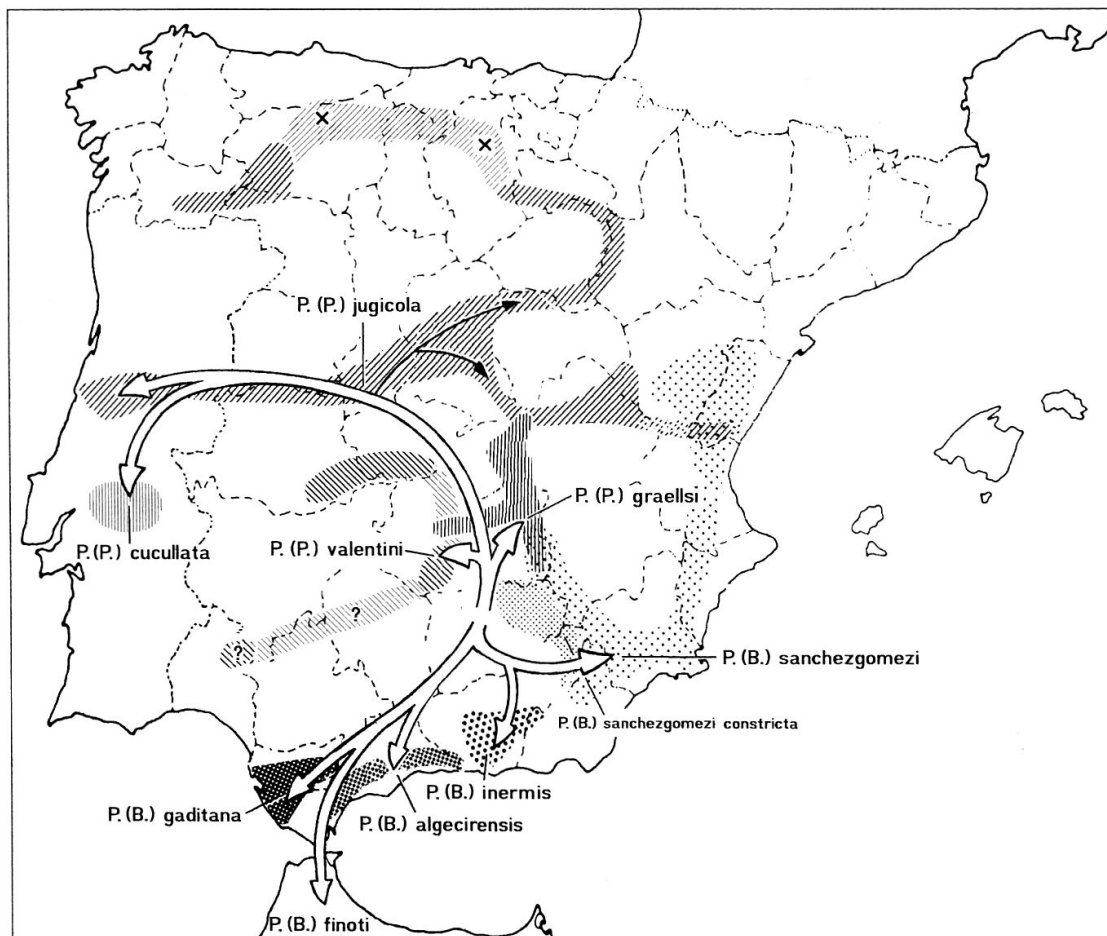 ×
×
P. (P.) jugicola
P. (P.) graellsi
P. (P.) cucullata
P. (P.) valentini
?
?
P. (B.) sanchezgomezi
P. (B.) sanchezgomezi constricta
P. (B.) inermis
P. (B.) gaditana
P. (B.) algecirensis
P. (B.) finoti